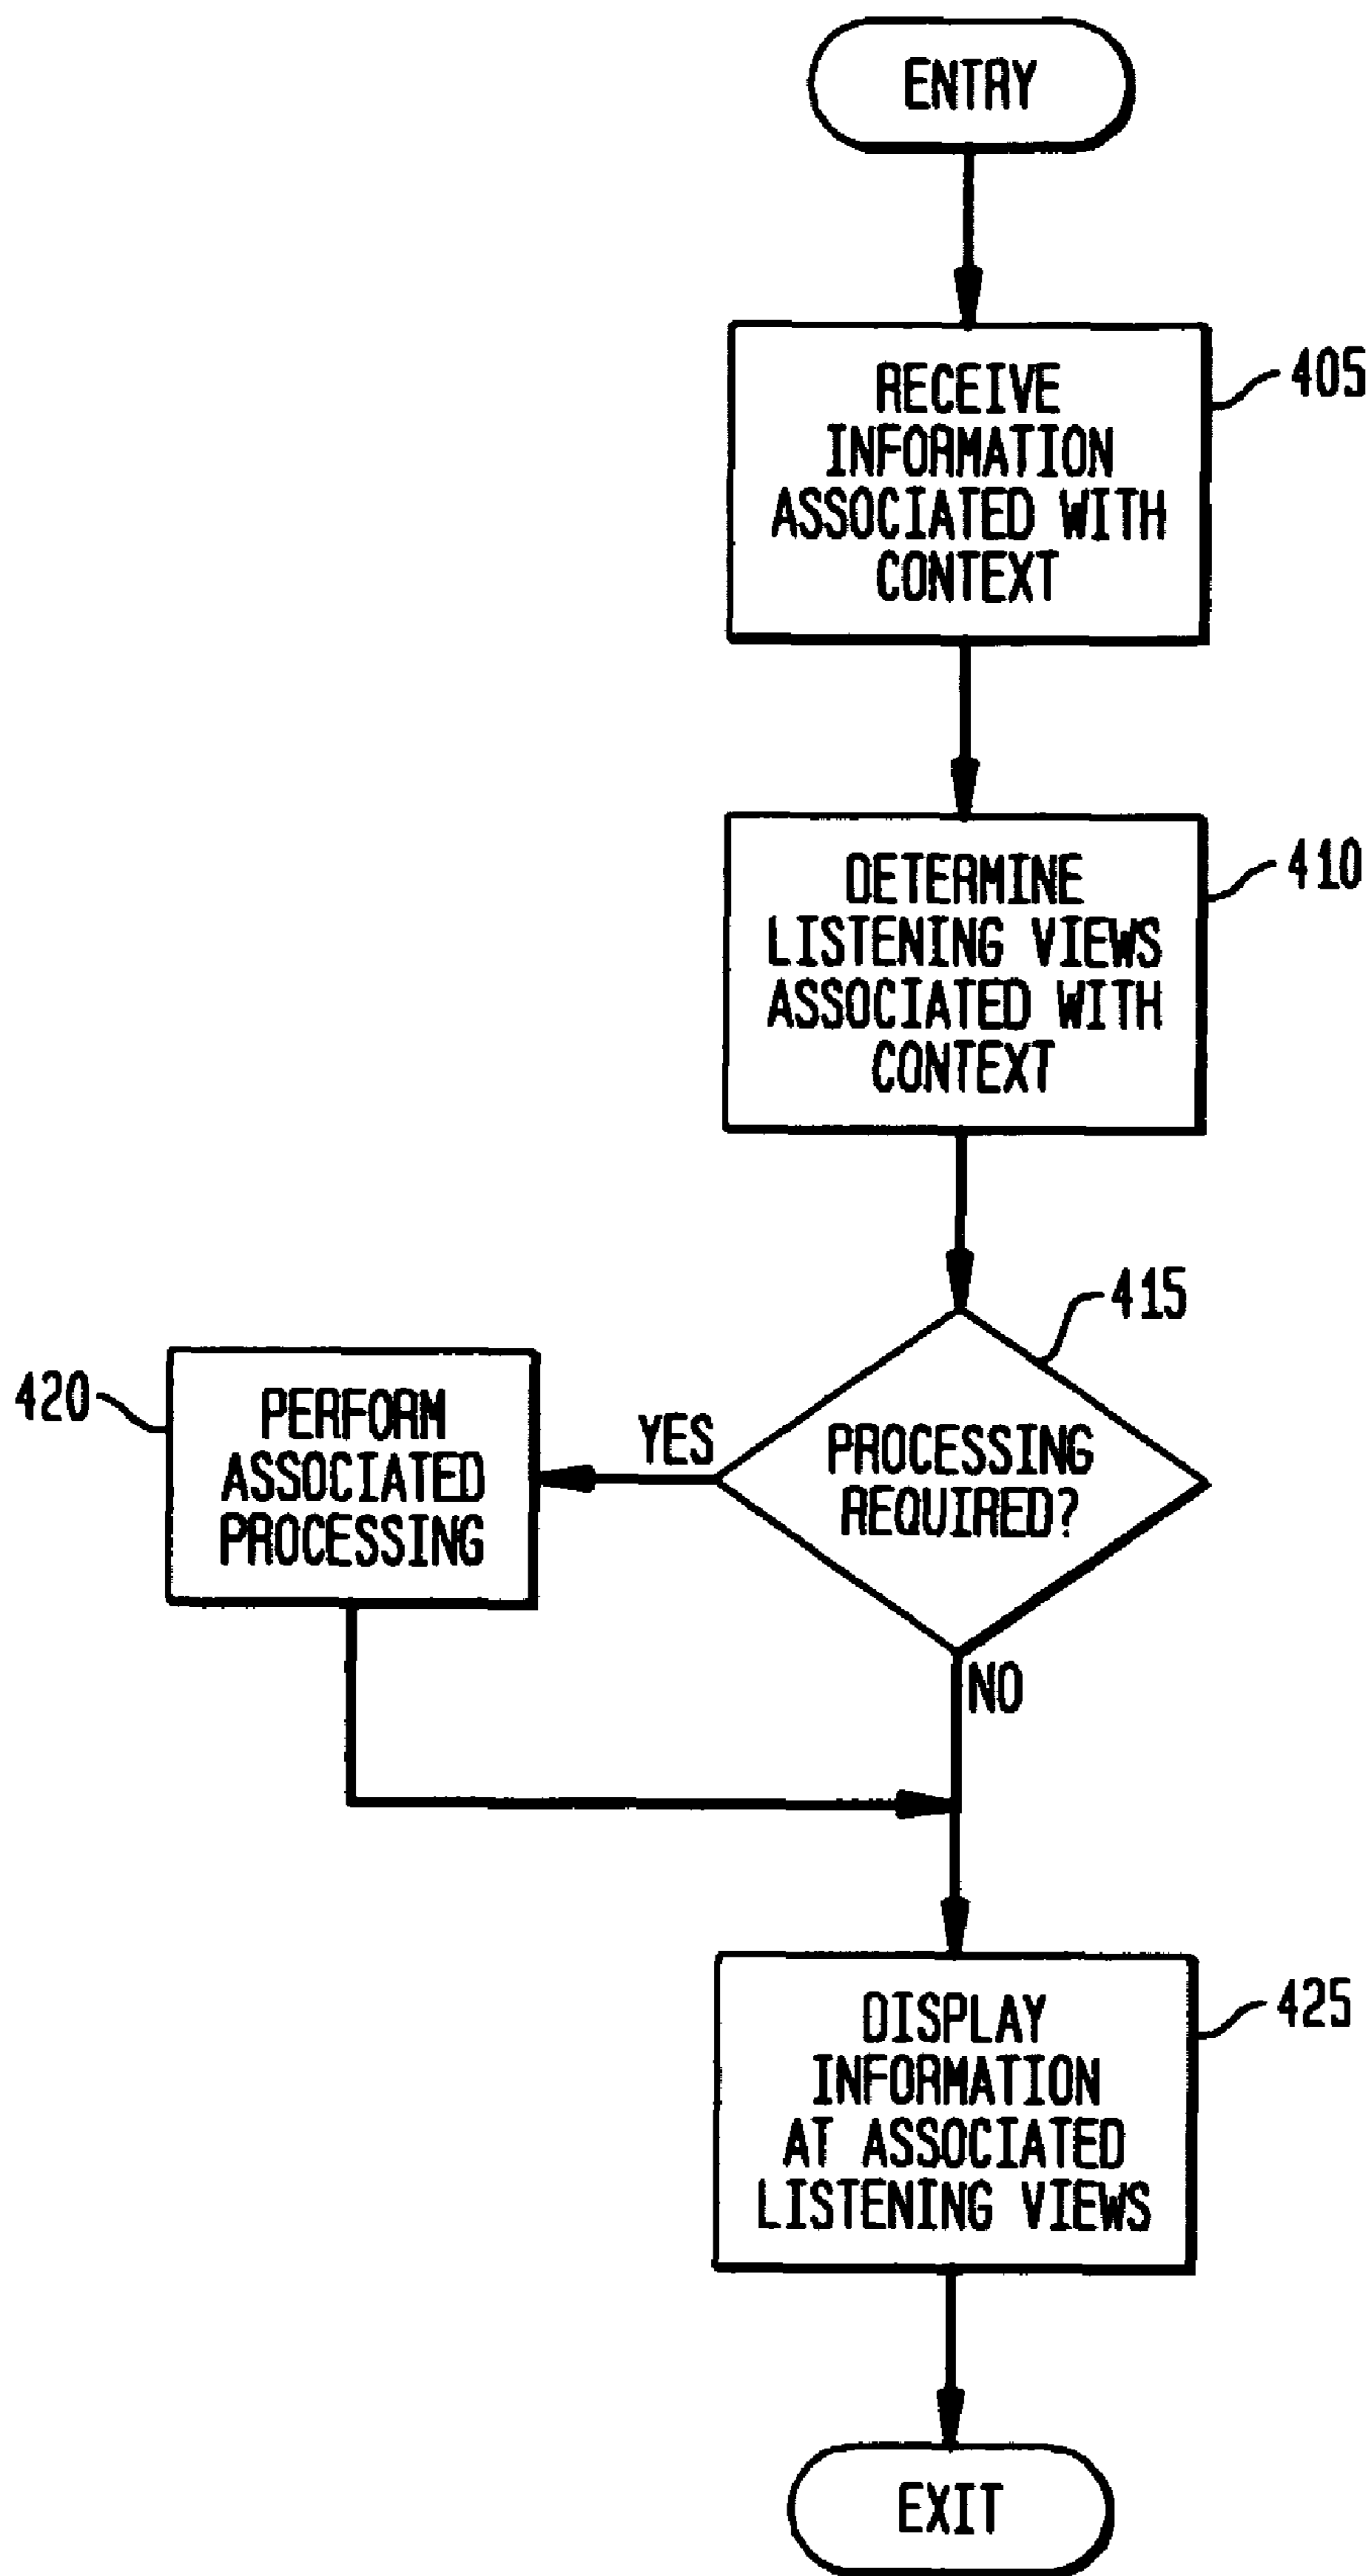 ENTRY
RECEIVE
INFORMATION
ASSOCIATED WITH
CONTEXT
405
DETERMINE
LISTENING VIEWS
ASSOCIATED WITH
CONTEXT
410
415
PROCESSING
REQUIRED?
YES
420
PERFORM
ASSOCIATED
PROCESSING
NO
DISPLAY
INFORMATION
AT ASSOCIATED
LISTENING VIEWS
425
EXIT